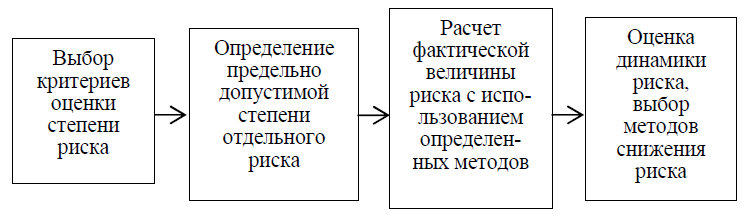 Выбор
критериев
оценки
степени
риска
Определение
предельно
допустимой
степени
отдельного
риска
Расчет
фактической
величины
риска с испо-
льзованием
определен-
ных методов
Оценка
динамики
риска,
выбор
методов
снижения
риска